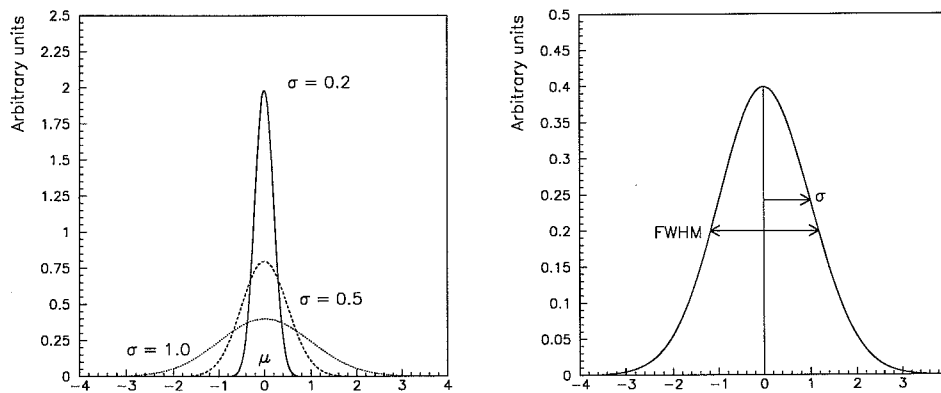 Arbitrary units
2.75
2.5
2.25
2
1.75
1.5
1.25
1
0.75
0.5
0.25
0
σ = 0.2
σ = 0.5
σ = 1.0
μ
−4 −3 −2 −1 0 1 2 3 4
Arbitrary units
0.5
0.45
0.4
0.35
0.3
0.25
0.2
0.15
0.1
0.05
0
σ
FWHM
−4 −3 −2 −1 0 1 2 3